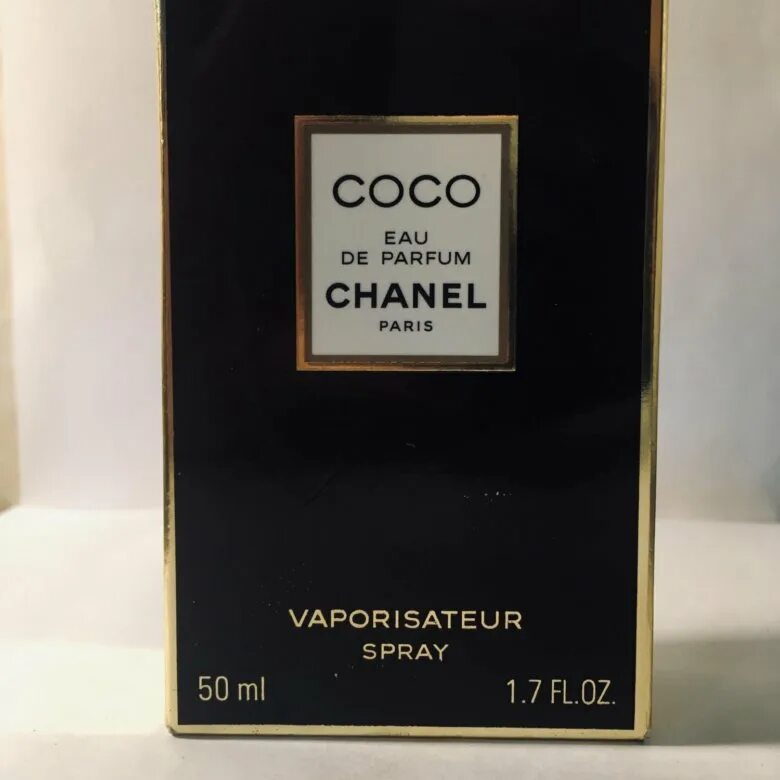 COCO
EAU
DE PARFUM
CHANEL
PARIS
VAPORISATEUR
SPRAY
50 ml 1.7 FL.OZ.